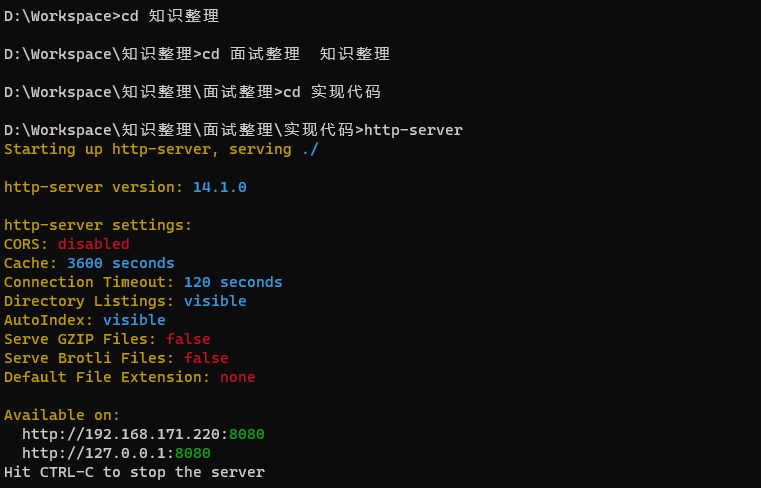 D:\Workspace>cd 知识整理
D:\Workspace\知识整理>cd 面试整理  知识整理
D:\Workspace\知识整理\面试整理>cd 实现代码
D:\Workspace\知识整理\面试整理\实现代码>http-server
Starting up http-server, serving ./
http-server version: 14.1.0
http-server settings:
CORS: disabled
Cache: 3600 seconds
Connection Timeout: 120 seconds
Directory Listings: visible
AutoIndex: visible
Serve GZIP Files: false
Serve Brotli Files: false
Default File Extension: none
Available on:
  http://192.168.171.220:8080
  http://127.0.0.1:8080
Hit CTRL-C to stop the server